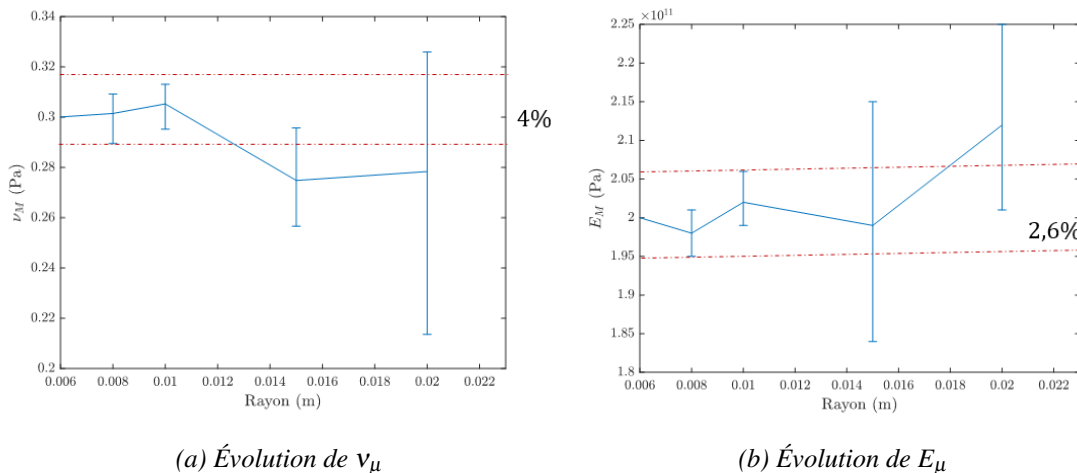 0.34
0.32
0.3
0.28
0.26
0.24
0.22
0.2
ν_M (Pa)
0.006 0.008 0.01 0.012 0.014 0.016 0.018 0.02 0.022
Rayon (m)
4%
(a) Évolution de νμ
×10¹¹
2.25
2.2
2.15
2.1
2.05
2
1.95
1.9
1.85
1.8
E_M (Pa)
0.006 0.008 0.01 0.012 0.014 0.016 0.018 0.02 0.022
Rayon (m)
2,6%
(b) Évolution de Eμ